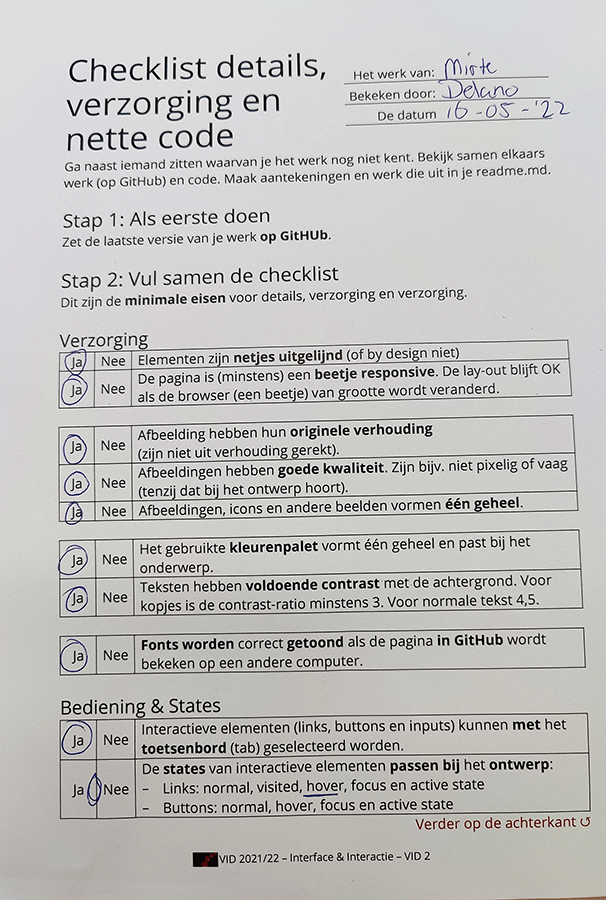 Checklist details,
verzorging en
nette code
Het werk van: Mirte
Bekeken door: Delano
De datum 16-05-'22
Ga naast iemand zitten waarvan je het werk nog niet kent. Bekijk samen elkaars
werk (op GitHub) en code. Maak aantekeningen en werk die uit in je readme.md.
Stap 1: Als eerste doen
Zet de laatste versie van je werk op GitHUb.
Stap 2: Vul samen de checklist
Dit zijn de minimale eisen voor details, verzorging en verzorging.
Verzorging
Ja Nee Elementen zijn netjes uitgelijnd (of by design niet)
Ja Nee De pagina is (minstens) een beetje responsive. De lay-out blijft OK
als de browser (een beetje) van grootte wordt veranderd.
Ja Nee Afbeelding hebben hun originele verhouding
(zijn niet uit verhouding gerekt).
Ja Nee Afbeeldingen hebben goede kwaliteit. Zijn bijv. niet pixelig of vaag
(tenzij dat bij het ontwerp hoort).
Ja Nee Afbeeldingen, icons en andere beelden vormen één geheel.
Ja Nee Het gebruikte kleurenpalet vormt één geheel en past bij het
onderwerp.
Ja Nee Teksten hebben voldoende contrast met de achtergrond. Voor
kopjes is de contrast-ratio minstens 3. Voor normale tekst 4,5.
Ja Nee Fonts worden correct getoond als de pagina in GitHub wordt
bekeken op een andere computer.
Bediening & States
Ja Nee Interactieve elementen (links, buttons en inputs) kunnen met het
toetsenbord (tab) geselecteerd worden.
Ja Nee De states van interactieve elementen passen bij het ontwerp:
– Links: normal, visited, hover, focus en active state
– Buttons: normal, hover, focus en active state
Verder op de achterkant ↺
VID 2021/22 – Interface & Interactie – VID 2